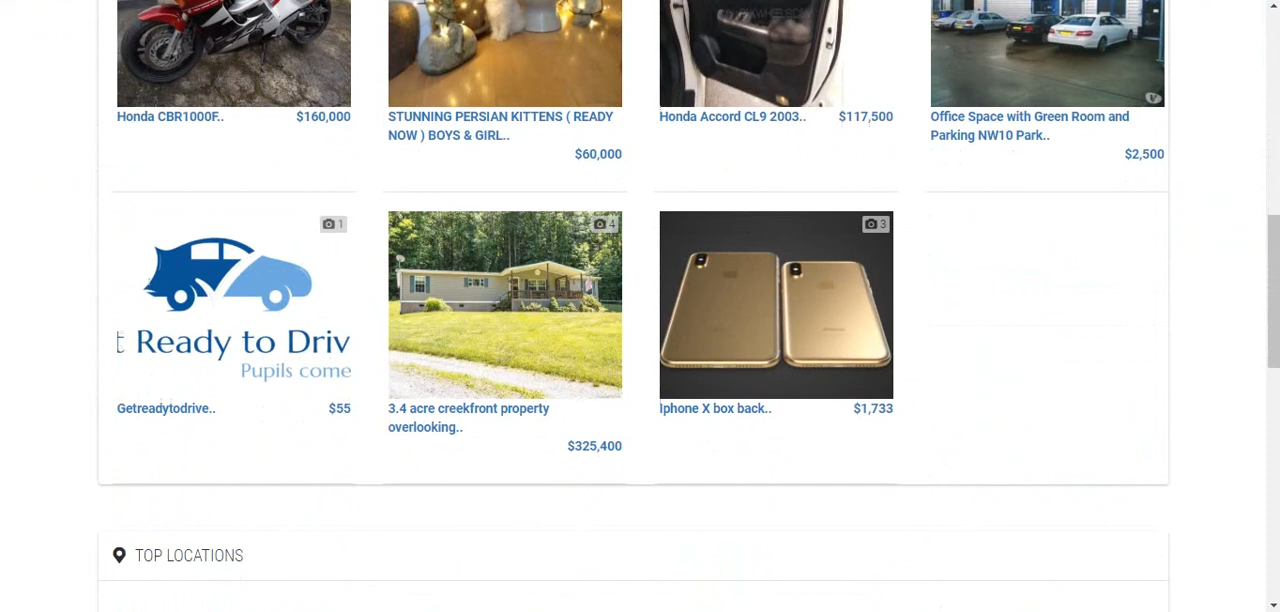 Honda CBR1000F..
$160,000
STUNNING PERSIAN KITTENS ( READY
NOW ) BOYS & GIRL..
$60,000
Honda Accord CL9 2003..
$117,500
Office Space with Green Room and
Parking NW10 Park..
$2,500
1
t Ready to Driv
Pupils come
Getreadytodrive..
$55
4
3.4 acre creekfront property
overlooking..
$325,400
3
Iphone X box back..
$1,733
TOP LOCATIONS